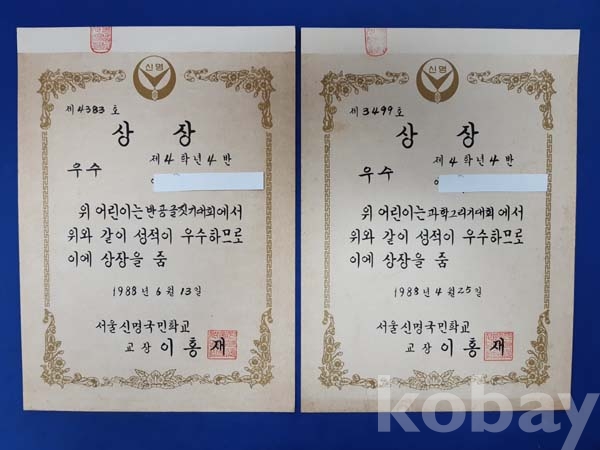 신명
제4383호
상 장
제4학년4반
우수
위 어린이는 반공글짓기대회에서
위와 같이 성적이 우수하므로
이에 상장을 줌
1988년 6월 13일
서울신명국민학교
교장 이홍재
신명
제3499호
상 장
제4학년4반
우수
위 어린이는 과학그리기대회에서
위와 같이 성적이 우수하므로
이에 상장을 줌
1988년 4월 25일
서울신명국민학교
교장 이홍재
kobay